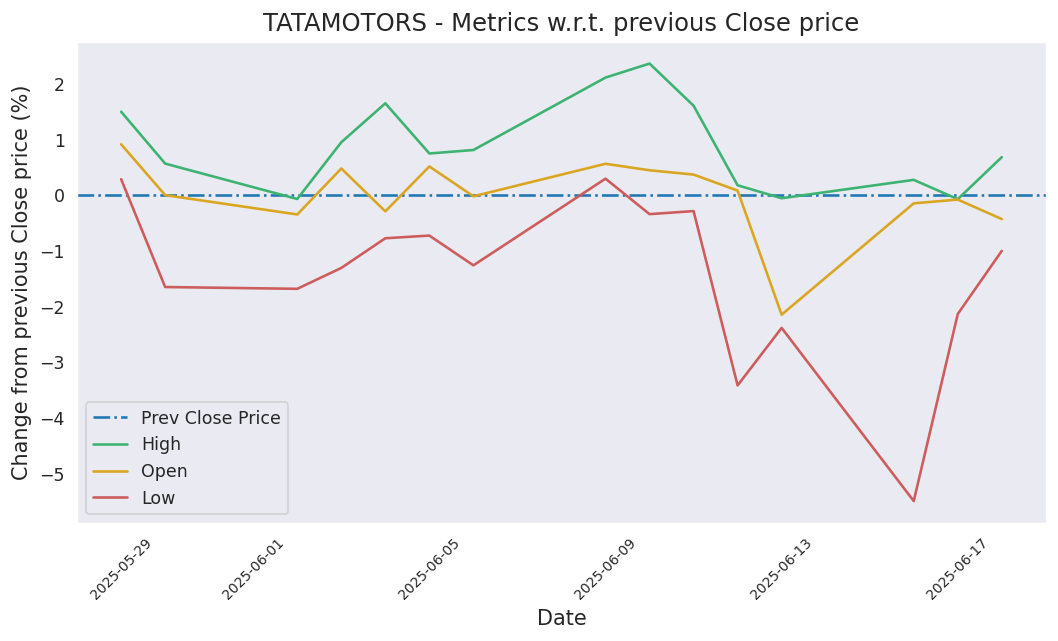 TATAMOTORS - Metrics w.r.t. previous Close price
Change from previous Close price (%)
2
1
0
−1
−2
−3
−4
−5
Prev Close Price
High
Open
Low
2025-05-29
2025-06-01
2025-06-05
2025-06-09
2025-06-13
2025-06-17
Date